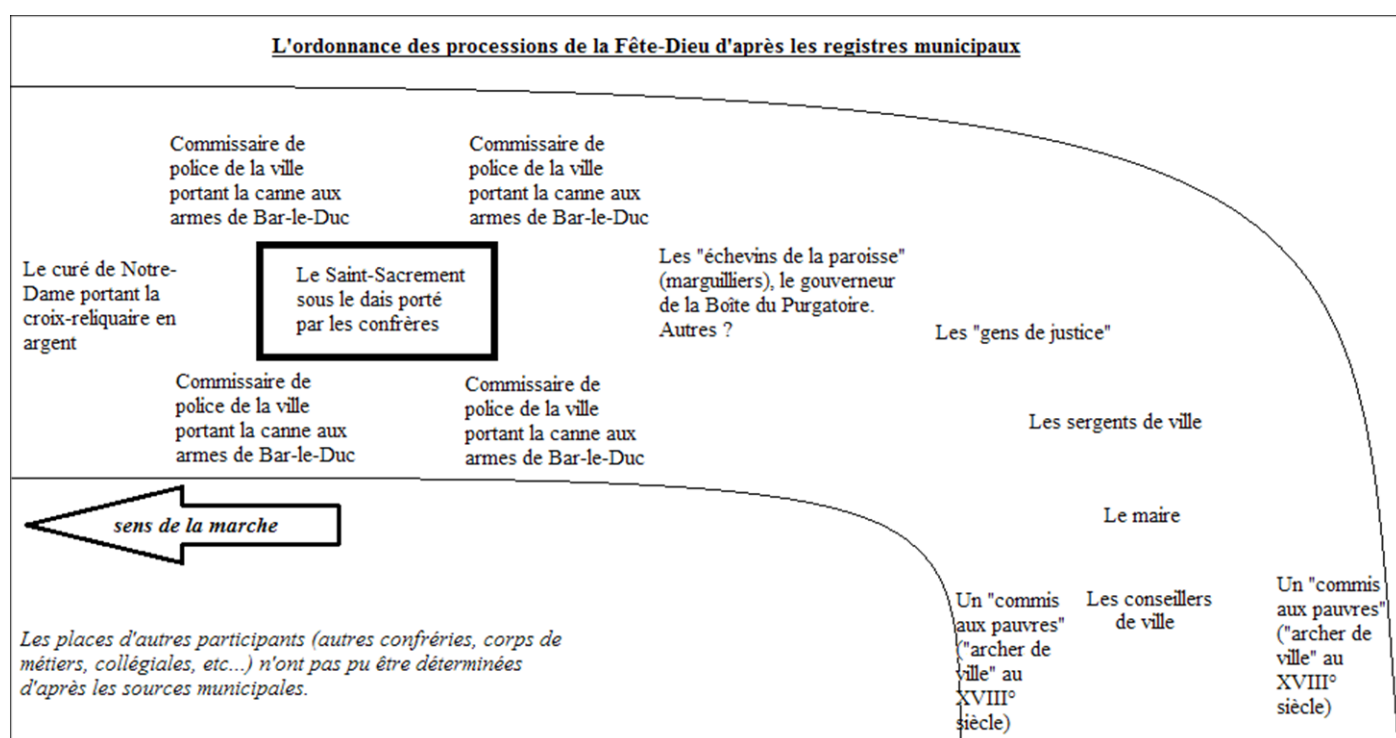 L'ordonnance des processions de la Fête-Dieu d'après les registres municipaux
Commissaire de
police de la ville
portant la canne aux
armes de Bar-le-Duc
Commissaire de
police de la ville
portant la canne aux
armes de Bar-le-Duc
Le curé de Notre-
Dame portant la
croix-reliquaire en
argent
Le Saint-Sacrement
sous le dais porté
par les confrères
Les "échevins de la paroisse"
(marguilliers), le gouverneur
de la Boîte du Purgatoire.
Autres ?
Les "gens de justice"
Commissaire de
police de la ville
portant la canne aux
armes de Bar-le-Duc
Commissaire de
police de la ville
portant la canne aux
armes de Bar-le-Duc
Les sergents de ville
sens de la marche
Le maire
Un "commis
aux pauvres"
("archer de
ville" au
XVIII°
siècle)
Les conseillers
de ville
Un "commis
aux pauvres"
("archer de
ville" au
XVIII°
siècle)
Les places d'autres participants (autres confréries, corps de
métiers, collégiales, etc...) n'ont pas pu être déterminées
d'après les sources municipales.